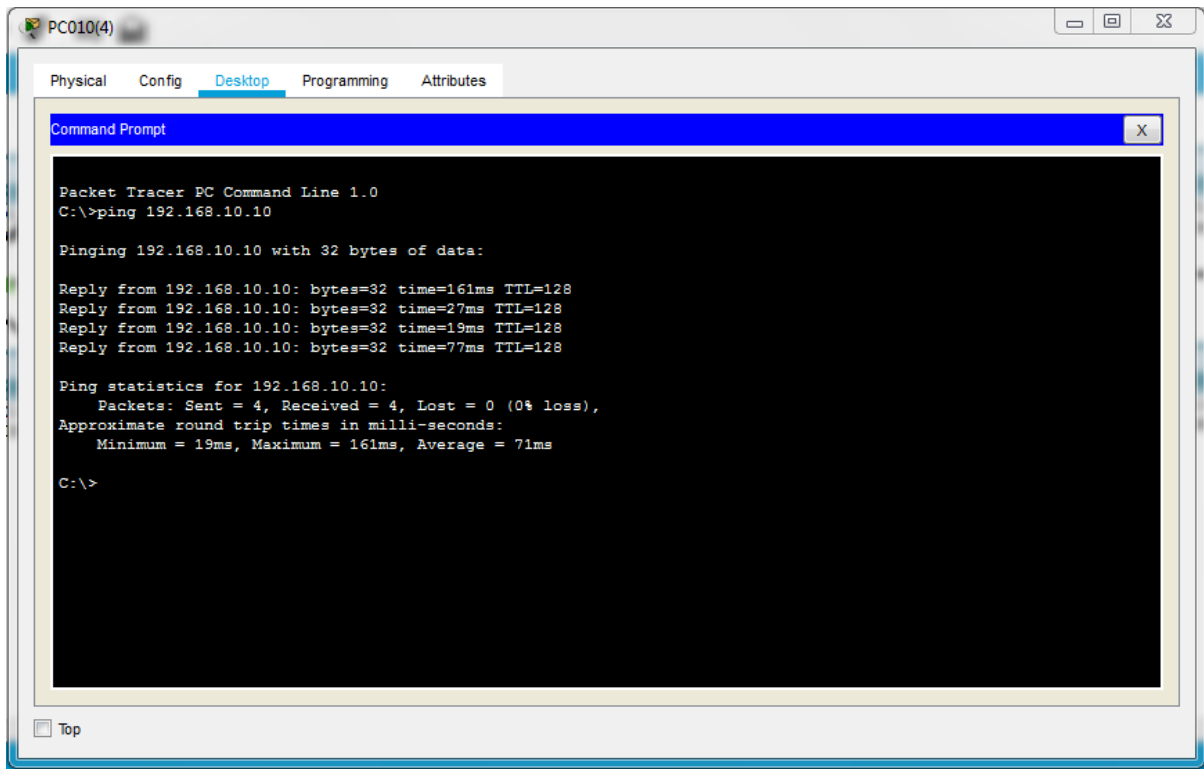 PC010(4)
Physical Config Desktop Programming Attributes
Command Prompt
X
Packet Tracer PC Command Line 1.0
C:\>ping 192.168.10.10
Pinging 192.168.10.10 with 32 bytes of data:
Reply from 192.168.10.10: bytes=32 time=161ms TTL=128
Reply from 192.168.10.10: bytes=32 time=27ms TTL=128
Reply from 192.168.10.10: bytes=32 time=19ms TTL=128
Reply from 192.168.10.10: bytes=32 time=77ms TTL=128
Ping statistics for 192.168.10.10:
Packets: Sent = 4, Received = 4, Lost = 0 (0% loss),
Approximate round trip times in milli-seconds:
Minimum = 19ms, Maximum = 161ms, Average = 71ms
C:\>
Top